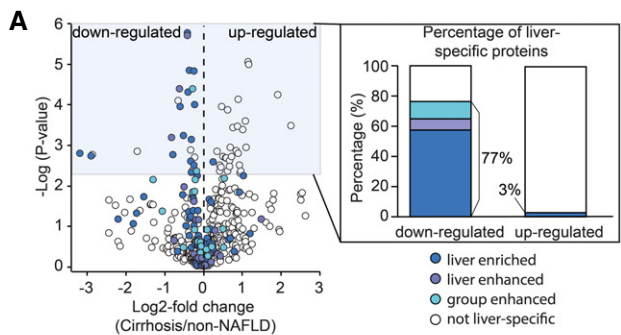 A
down-regulated
up-regulated
6
5
4
3
2
1
0
-Log (P-value)
-3
-2
-1
0
1
2
3
Log2-fold change
(Cirrhosis/non-NAFLD)
Percentage of liver-
specific proteins
Percentage (%)
100
80
60
40
20
0
77%
3%
down-regulated
up-regulated
liver enriched
liver enhanced
group enhanced
not liver-specific